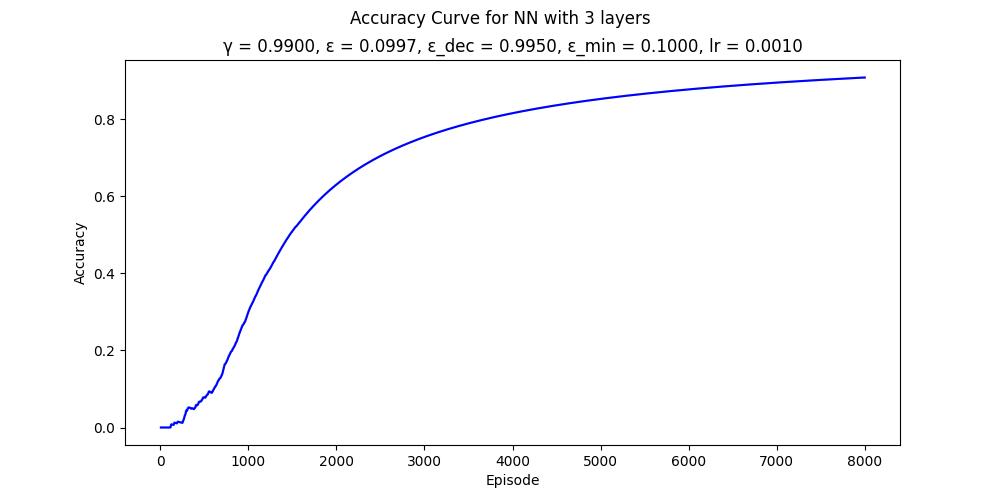 Accuracy Curve for NN with 3 layers
γ = 0.9900, ε = 0.0997, ε_dec = 0.9950, ε_min = 0.1000, lr = 0.0010
0.8
0.6
0.4
0.2
0.0
Accuracy
0 1000 2000 3000 4000 5000 6000 7000 8000
Episode